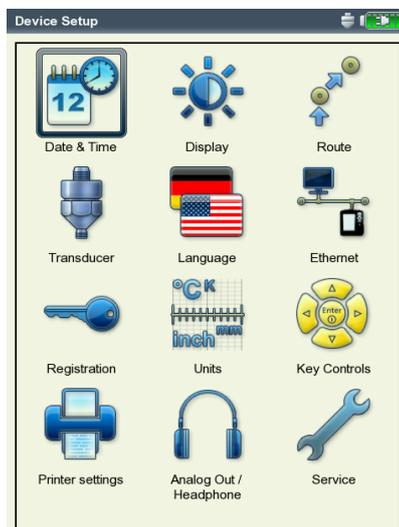 Device Setup
12
Date & Time
Display
Route
Transducer
Language
Ethernet
°C K
mm
inch
Enter
Registration
Units
Key Controls
Printer settings
Analog Out /
Headphone
Service